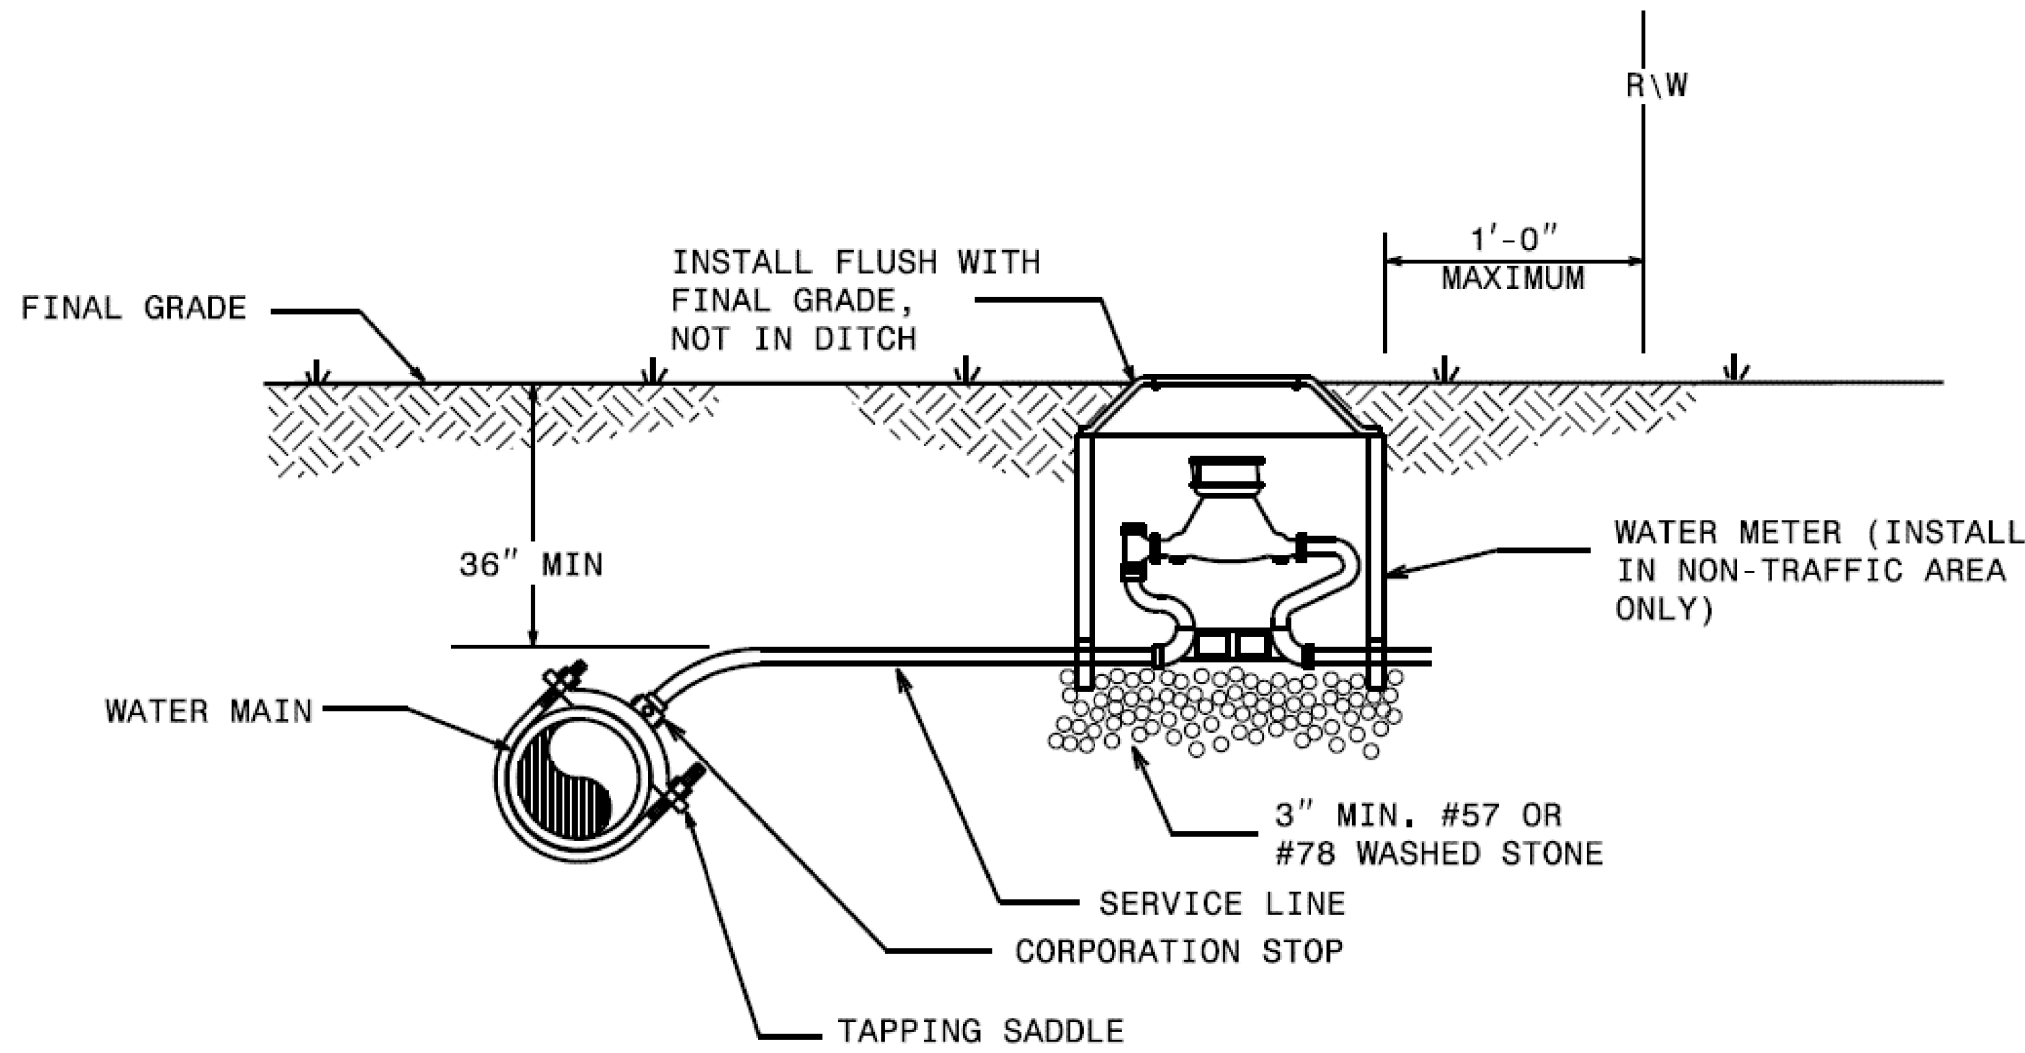 R\W
1'-0"
MAXIMUM
INSTALL FLUSH WITH
FINAL GRADE,
NOT IN DITCH
FINAL GRADE
36" MIN
WATER METER (INSTALL
IN NON-TRAFFIC AREA
ONLY)
WATER MAIN
3" MIN. #57 OR
#78 WASHED STONE
SERVICE LINE
CORPORATION STOP
TAPPING SADDLE